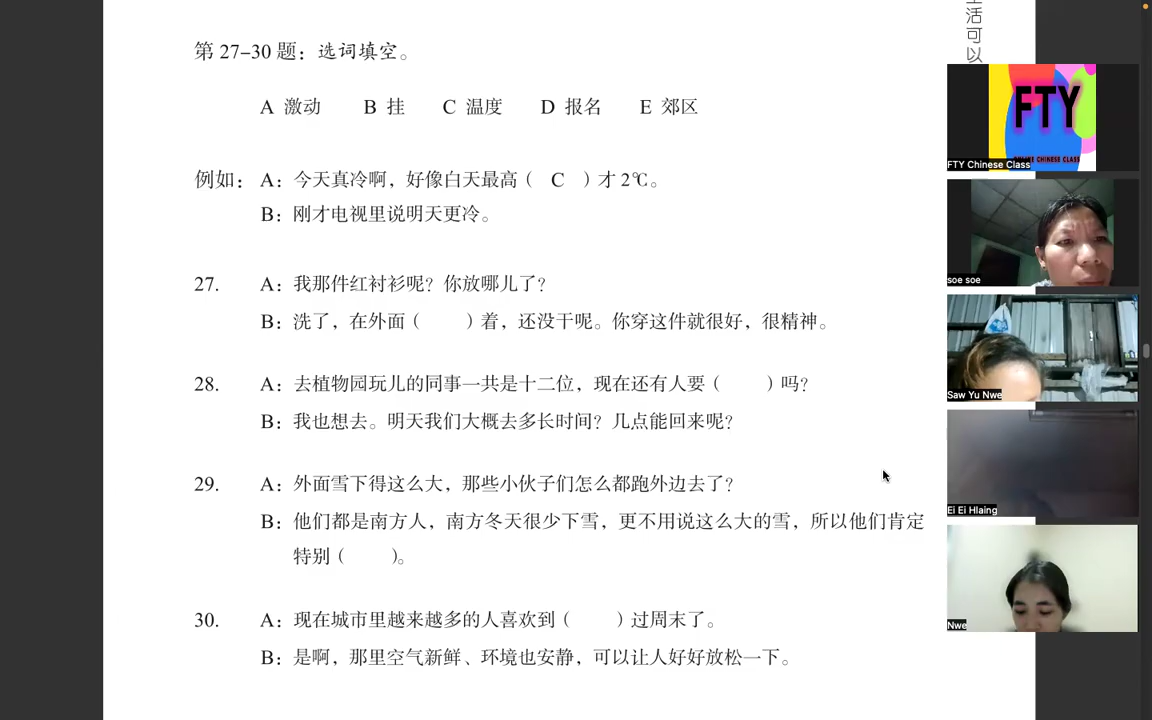 生活可以
第 27–30 题：选词填空。
A 激动 B 挂 C 温度 D 报名 E 郊区
例如：A：今天真冷啊，好像白天最高（ C ）才 2℃。
B：刚才电视里说明天更冷。
27. A：我那件红衬衫呢？你放哪儿了？
B：洗了，在外面（ ）着，还没干呢。你穿这件就很好，很精神。
28. A：去植物园玩儿的同事一共是十二位，现在还有人要（ ）吗？
B：我也想去。明天我们大概去多长时间？几点能回来呢？
29. A：外面雪下得这么大，那些小伙子们怎么都跑外边去了？
B：他们都是南方人，南方冬天很少下雪，更不用说这么大的雪，所以他们肯定
特别（ ）。
30. A：现在城市里越来越多的人喜欢到（ ）过周末了。
B：是啊，那里空气新鲜、环境也安静，可以让人好好放松一下。
FTY
FTY Chinese Class
soe soe
Saw Yu Nwe
Ei Ei Hlaing
Nwe